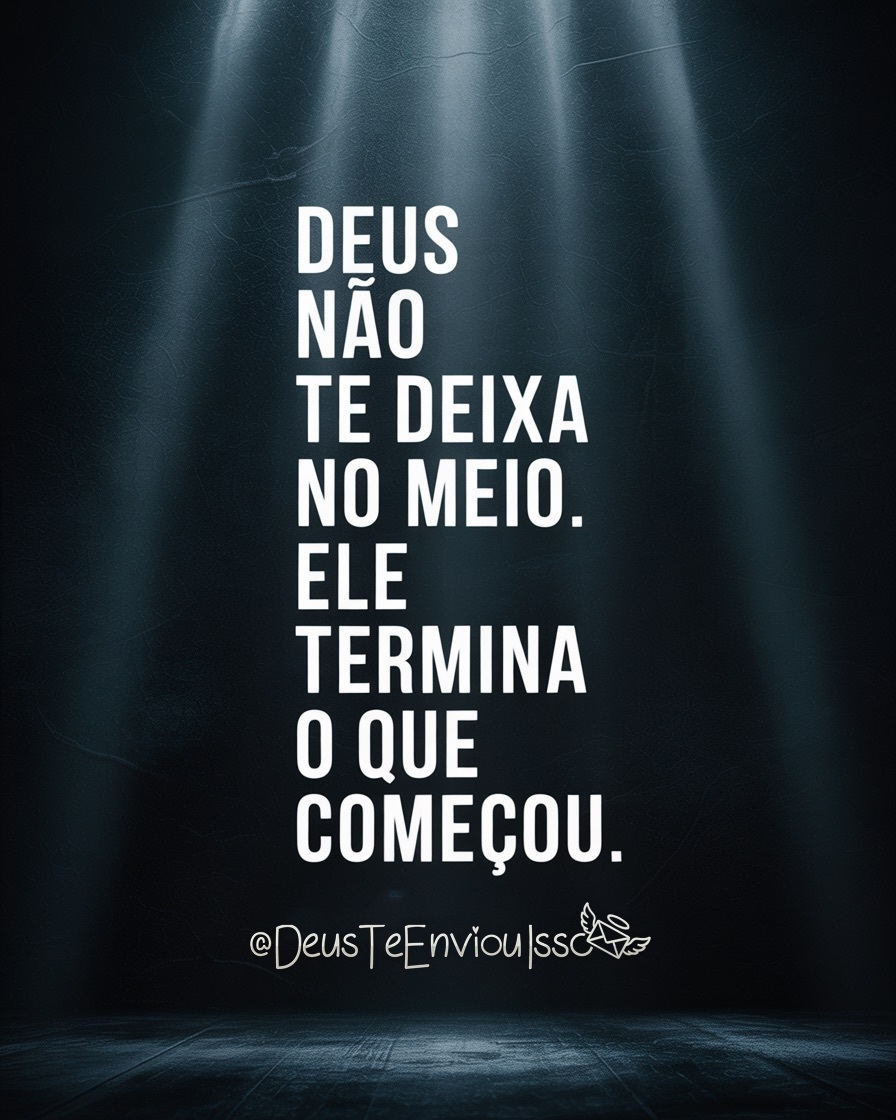 DEUS
NÃO
TE DEIXA
NO MEIO.
ELE
TERMINA
O QUE
COMEÇOU.
@DeusTeEnviouIsso